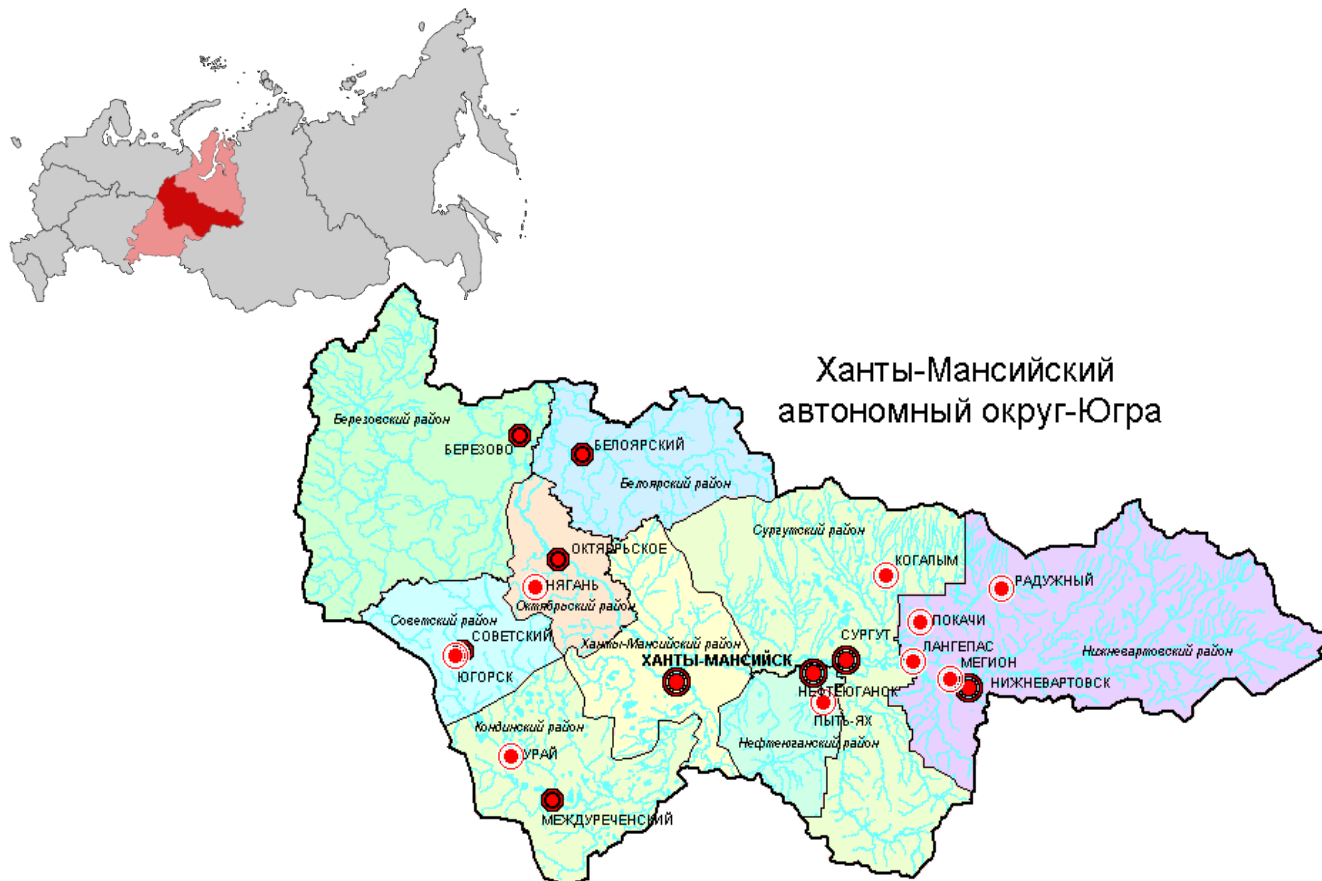 Ханты-Мансийский
автономный округ-Югра
Березовский район
БЕРЕЗОВО
БЕЛОЯРСКИЙ
Белоярский район
Сургутский район
ОКТЯБРЬСКОЕ
КОГАЛЫМ
НЯГАНЬ
РАДУЖНЫЙ
Октябрьский район
Советский район
ПОКАЧИ
СОВЕТСКИЙ
Ханты-Мансийский район
СУРГУТ
Нижневартовский район
ХАНТЫ-МАНСИЙСК
ЛАНГЕПАС
МЕГИОН
ЮГОРСК
НИЖНЕВАРТОВСК
НЕФТЕЮГАНСК
ПЫТЬ-ЯХ
Кондинский район
Нефтеюганский район
УРАЙ
МЕЖДУРЕЧЕНСКИЙ